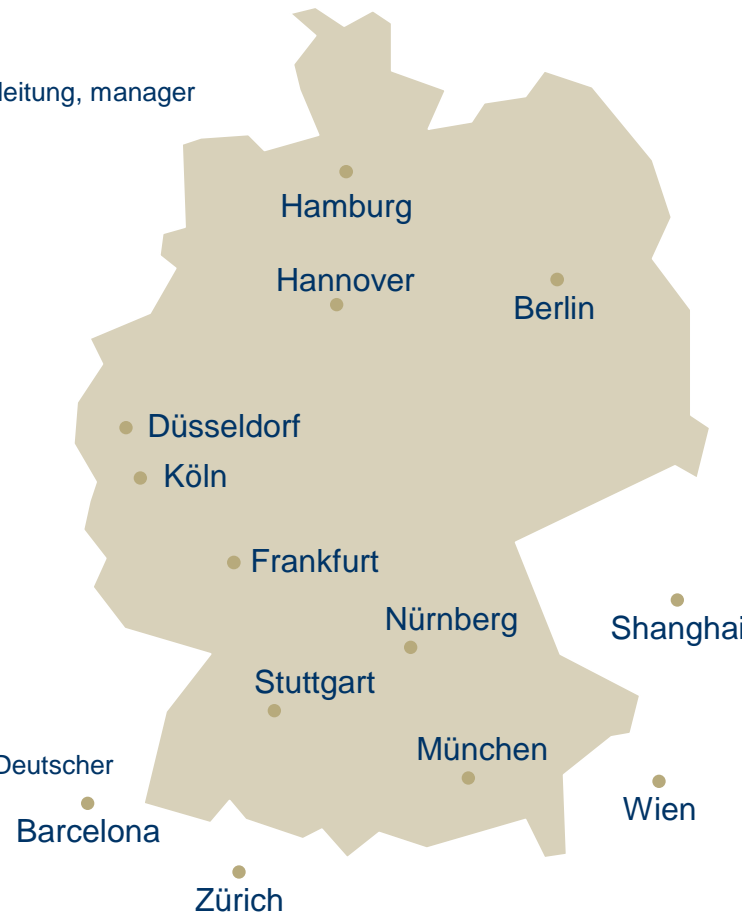 leitung, manager
Hamburg
Hannover
Berlin
Düsseldorf
Köln
Frankfurt
Nürnberg
Shanghai
Stuttgart
München
Deutscher
Wien
Barcelona
Zürich